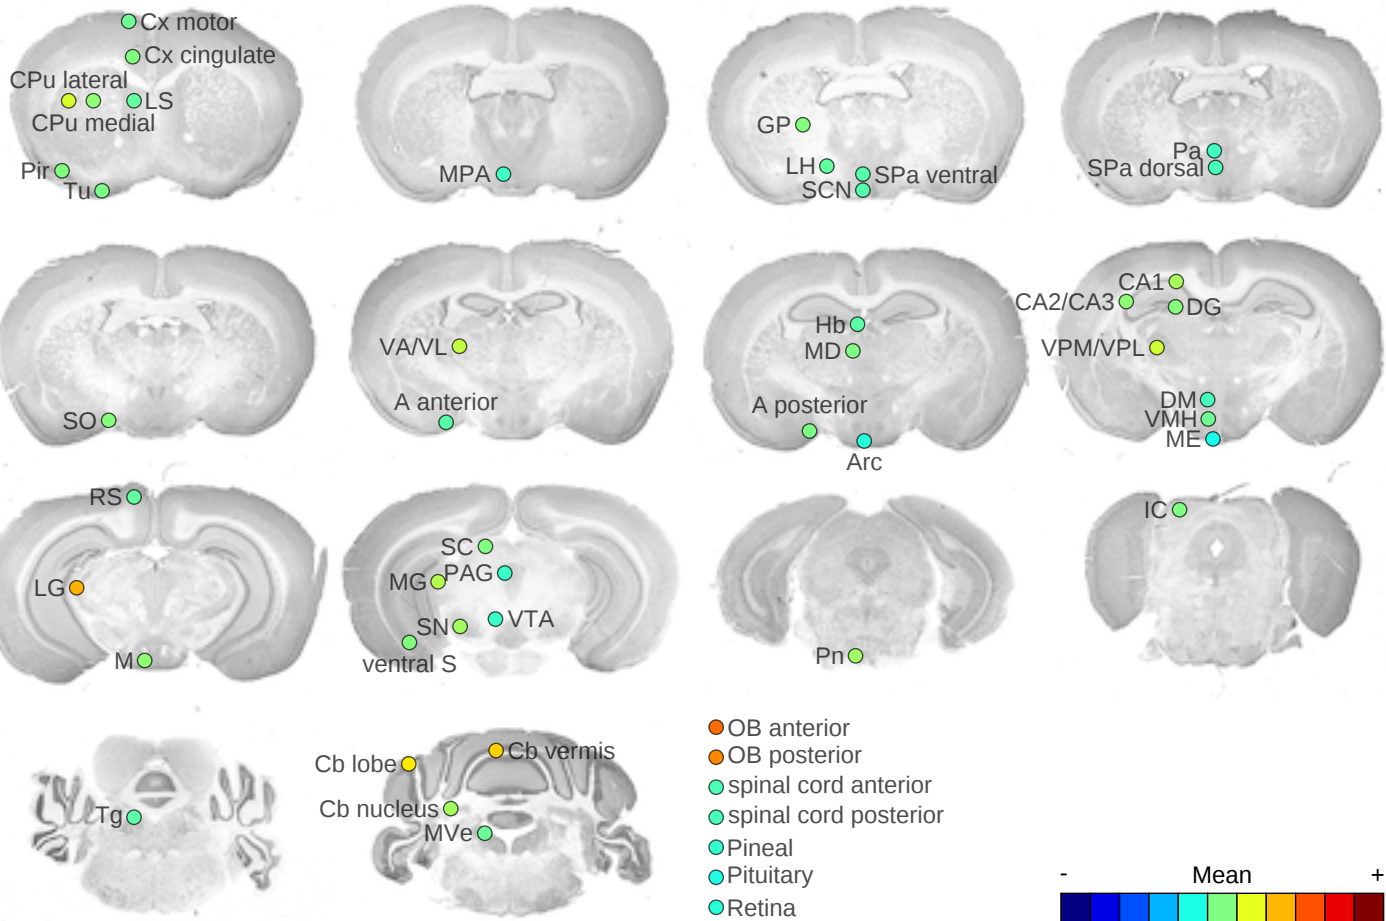 Cx motor
Cx cingulate
CPu lateral
LS
CPu medial
Pir
Tu
MPA
GP
LH
SPa ventral
SCN
Pa
SPa dorsal
SO
VA/VL
A anterior
Hb
MD
A posterior
Arc
CA1
CA2/CA3
DG
VPM/VPL
DM
VMH
ME
RS
LG
M
SC
MG
PAG
SN
VTA
ventral S
Pn
IC
Tg
Cb lobe
Cb vermis
Cb nucleus
MVe
OB anterior
OB posterior
spinal cord anterior
spinal cord posterior
Pineal
Pituitary
Retina
- Mean +